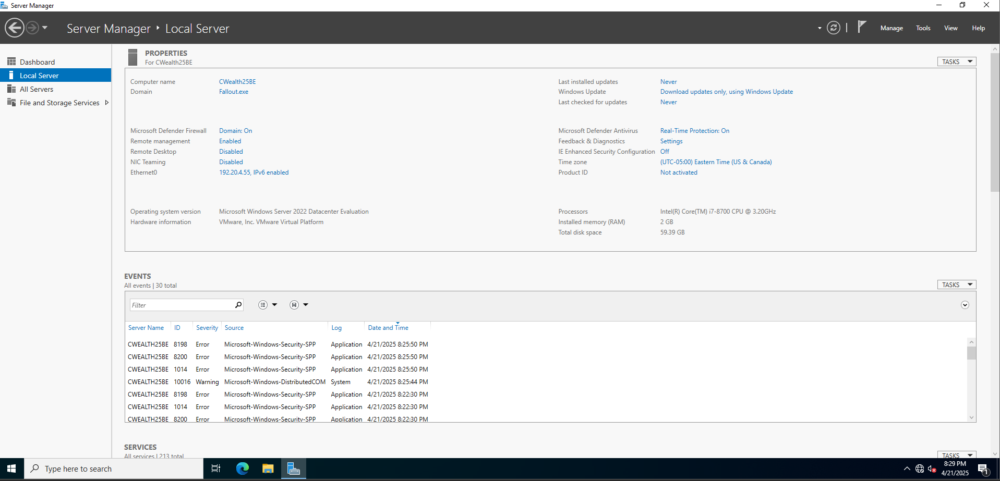 Server Manager
Server Manager ‣ Local Server
Manage Tools View Help
Dashboard
Local Server
All Servers
File and Storage Services
PROPERTIES
For CWealth25BE
TASKS
Computer name CWealth25BE
Domain Fallout.exe
Last installed updates Never
Windows Update Download updates only, using Windows Update
Last checked for updates Never
Microsoft Defender Firewall Domain: On
Remote management Enabled
Remote Desktop Disabled
NIC Teaming Disabled
Ethernet0 192.20.4.55, IPv6 enabled
Microsoft Defender Antivirus Real-Time Protection: On
Feedback & Diagnostics Settings
IE Enhanced Security Configuration Off
Time zone (UTC-05:00) Eastern Time (US & Canada)
Product ID Not activated
Operating system version Microsoft Windows Server 2022 Datacenter Evaluation
Hardware information VMware, Inc. VMware Virtual Platform
Processors Intel(R) Core(TM) i7-8700 CPU @ 3.20GHz
Installed memory (RAM) 2 GB
Total disk space 59.39 GB
EVENTS
All events | 30 total
TASKS
Filter
Server Name ID Severity Source Log Date and Time
CWEALTH25BE 8198 Error Microsoft-Windows-Security-SPP Application 4/21/2025 8:25:50 PM
CWEALTH25BE 8200 Error Microsoft-Windows-Security-SPP Application 4/21/2025 8:25:50 PM
CWEALTH25BE 1014 Error Microsoft-Windows-Security-SPP Application 4/21/2025 8:25:50 PM
CWEALTH25BE 10016 Warning Microsoft-Windows-DistributedCOM System 4/21/2025 8:25:44 PM
CWEALTH25BE 8198 Error Microsoft-Windows-Security-SPP Application 4/21/2025 8:22:30 PM
CWEALTH25BE 1014 Error Microsoft-Windows-Security-SPP Application 4/21/2025 8:22:30 PM
CWEALTH25BE 8200 Error Microsoft-Windows-Security-SPP Application 4/21/2025 8:22:30 PM
SERVICES
All services | 213 total
TASKS
Type here to search
8:29 PM
4/21/2025
1